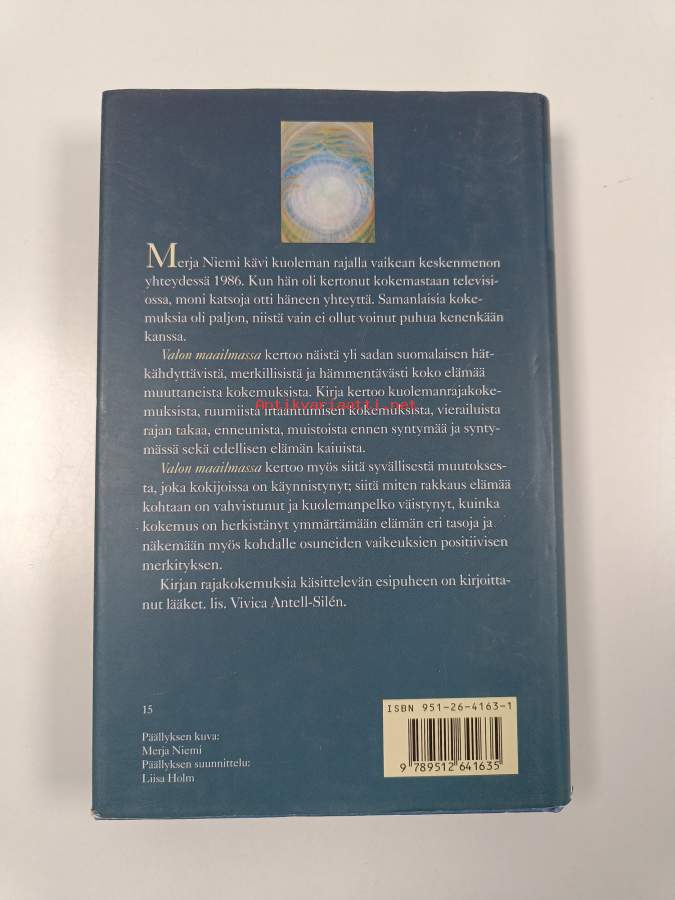 Merja Niemi kävi kuoleman rajalla vaikean keskenmenon
yhteydessä 1986. Kun hän oli kertonut kokemastaan televisi-
ossa, moni katsoja otti häneen yhteyttä. Samanlaisia koke-
muksia oli paljon, niistä vain ei ollut voinut puhua kenenkään
kanssa.
Valon maailmassa kertoo näistä yli sadan suomalaisen hät-
kähdyttävistä, merkillisistä ja hämmentävästi koko elämää
muuttaneista kokemuksista. Kirja kertoo kuolemanrajakoke-
muksista, ruumiista irtaantumisen kokemuksista, vierailuista
Antikvariaatti.net
rajan takaa, enneunista, muistoista ennen syntymää ja synty-
mässä sekä edellisen elämän kaiuista.
Valon maailmassa kertoo myös siitä syvällisestä muutokses-
ta, joka kokijoissa on käynnistynyt; siitä miten rakkaus elämää
kohtaan on vahvistunut ja kuolemanpelko väistynyt, kuinka
kokemus on herkistänyt ymmärtämään elämän eri tasoja ja
näkemään myös kohdalle osuneiden vaikeuksien positiivisen
merkityksen.
Kirjan rajakokemuksia käsittelevän esipuheen on kirjoitta-
nut lääket. lis. Vivica Antell-Silén.
15
Päällyksen kuva:
Merja Niemi
Päällyksen suunnittelu:
Liisa Holm
ISBN 951-26-4163-1
9 789512 641635